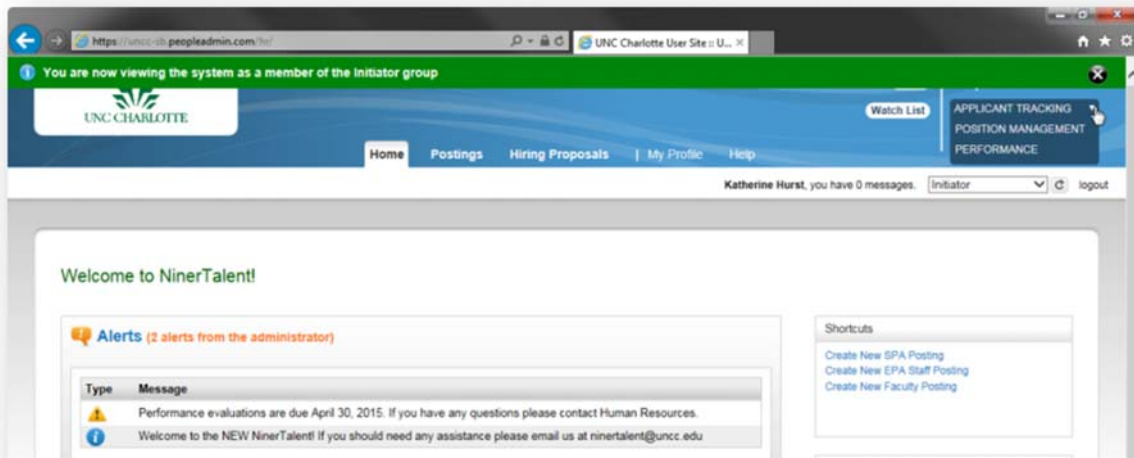 https://uncc-sb.peopleadmin.com/hr/
UNC Charlotte User Site :: U...
You are now viewing the system as a member of the Initiator group
UNC CHARLOTTE
Watch List
APPLICANT TRACKING
POSITION MANAGEMENT
PERFORMANCE
Home Postings Hiring Proposals | My Profile Help
Katherine Hurst, you have 0 messages. Initiator logout
Welcome to NinerTalent!
Alerts (2 alerts from the administrator)
Shortcuts
Create New SPA Posting
Create New EPA Staff Posting
Create New Faculty Posting
Type Message
Performance evaluations are due April 30, 2015. If you have any questions please contact Human Resources.
Welcome to the NEW NinerTalent! If you should need any assistance please email us at ninertalent@uncc.edu